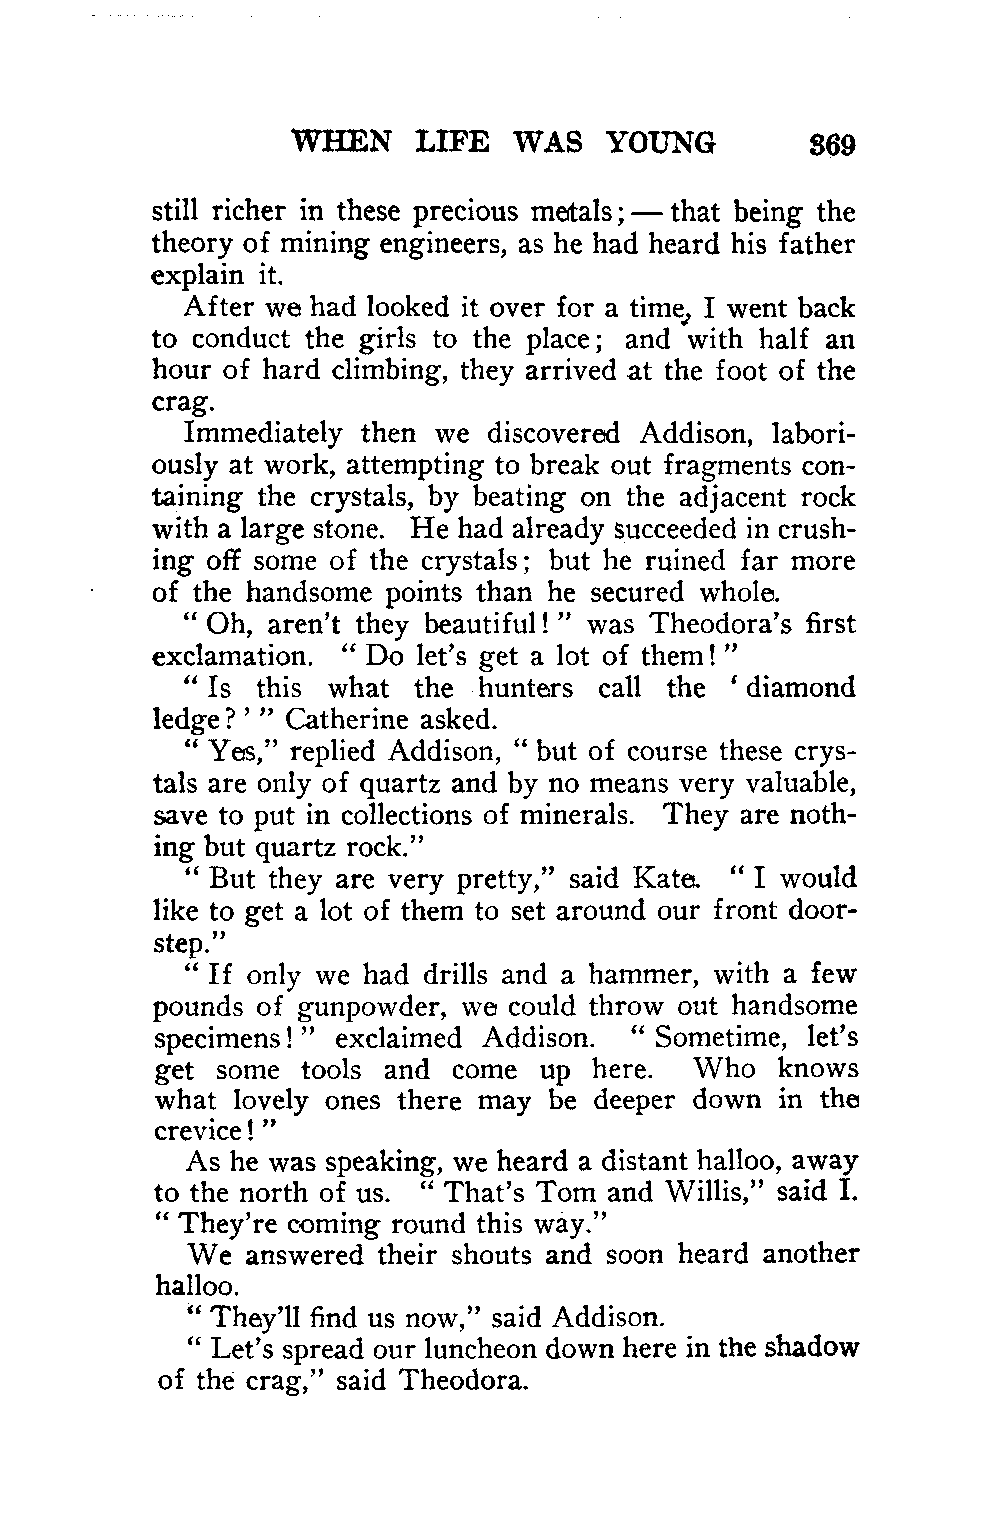 WHEN LIFE WAS YOUNG 369
still richer in these precious metals; — that being the
theory of mining engineers, as he had heard his father
explain it.
After we had looked it over for a time, I went back
to conduct the girls to the place; and with half an
hour of hard climbing, they arrived at the foot of the
crag.
Immediately then we discovered Addison, labori-
ously at work, attempting to break out fragments con-
taining the crystals, by beating on the adjacent rock
with a large stone. He had already succeeded in crush-
ing off some of the crystals; but he ruined far more
of the handsome points than he secured whole.
“ Oh, aren’t they beautiful! ” was Theodora’s first
exclamation. “ Do let’s get a lot of them! ”
“ Is this what the hunters call the ‘ diamond
ledge? ’ ” Catherine asked.
“ Yes,” replied Addison, “ but of course these crys-
tals are only of quartz and by no means very valuable,
save to put in collections of minerals. They are noth-
ing but quartz rock.”
“ But they are very pretty,” said Kate. “ I would
like to get a lot of them to set around our front door-
step.”
“ If only we had drills and a hammer, with a few
pounds of gunpowder, we could throw out handsome
specimens! ” exclaimed Addison. “ Sometime, let’s
get some tools and come up here. Who knows
what lovely ones there may be deeper down in the
crevice! ”
As he was speaking, we heard a distant halloo, away
to the north of us. “ That’s Tom and Willis,” said I.
“ They’re coming round this way.”
We answered their shouts and soon heard another
halloo.
“ They’ll find us now,” said Addison.
“ Let’s spread our luncheon down here in the shadow
of the crag,” said Theodora.